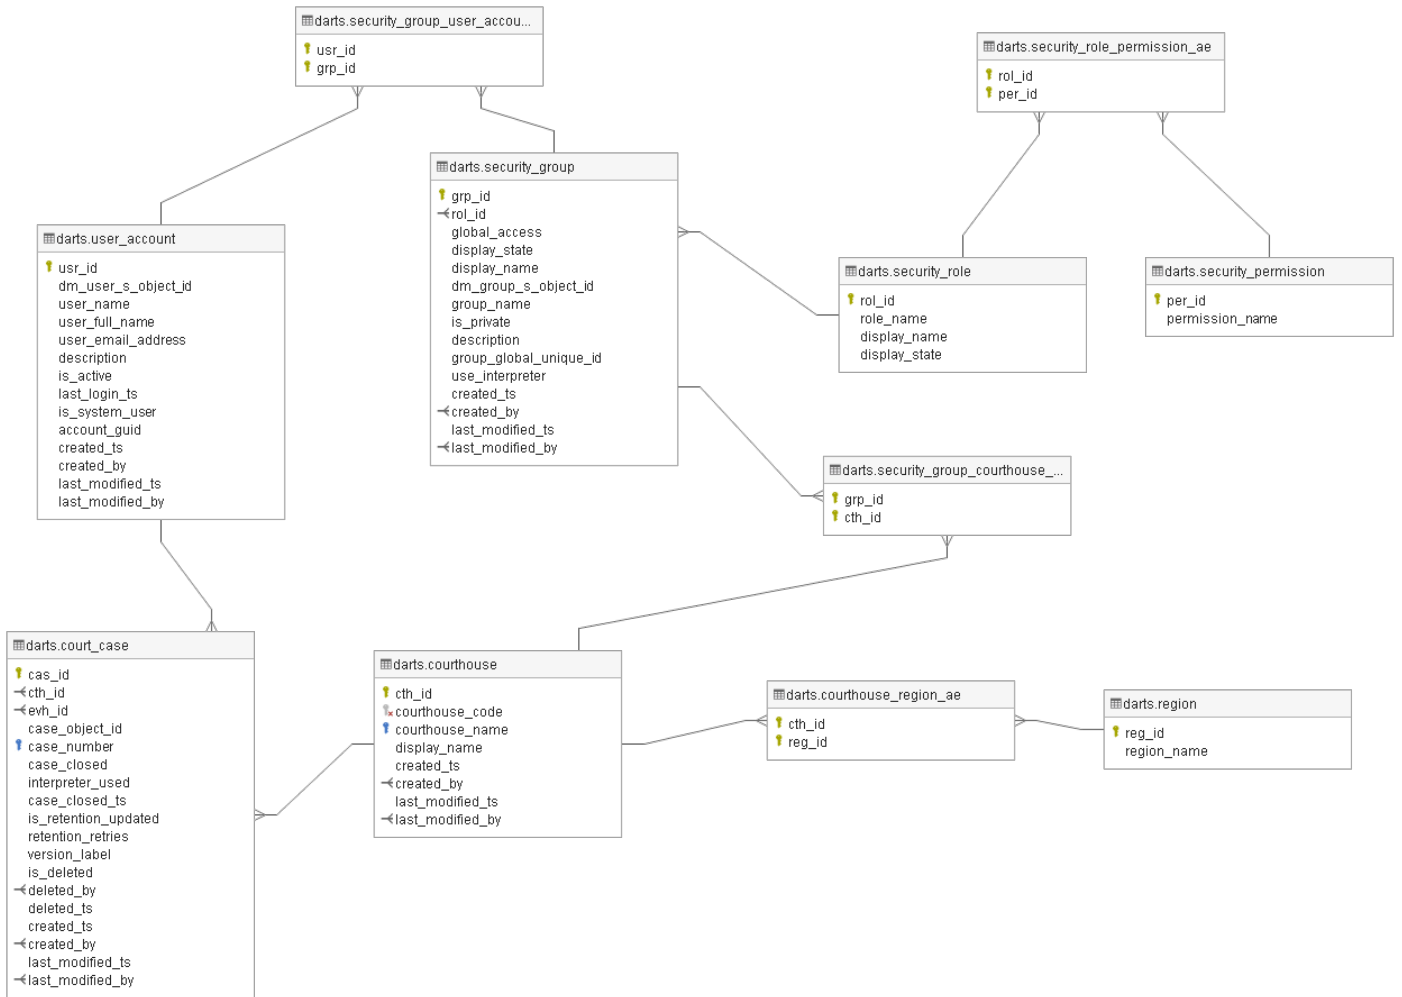 darts.security_group_user_accou...
usr_id
grp_id
darts.security_role_permission_ae
rol_id
per_id
darts.security_group
grp_id
rol_id
global_access
display_state
display_name
dm_group_s_object_id
group_name
is_private
description
group_global_unique_id
use_interpreter
created_ts
created_by
last_modified_ts
last_modified_by
darts.user_account
usr_id
dm_user_s_object_id
user_name
user_full_name
user_email_address
description
is_active
last_login_ts
is_system_user
account_guid
created_ts
created_by
last_modified_ts
last_modified_by
darts.security_role
rol_id
role_name
display_name
display_state
darts.security_permission
per_id
permission_name
darts.security_group_courthouse_...
grp_id
cth_id
darts.court_case
cas_id
cth_id
evh_id
case_object_id
case_number
case_closed
interpreter_used
case_closed_ts
is_retention_updated
retention_retries
version_label
is_deleted
deleted_by
deleted_ts
created_ts
created_by
last_modified_ts
last_modified_by
darts.courthouse
cth_id
courthouse_code
courthouse_name
display_name
created_ts
created_by
last_modified_ts
last_modified_by
darts.courthouse_region_ae
cth_id
reg_id
darts.region
reg_id
region_name